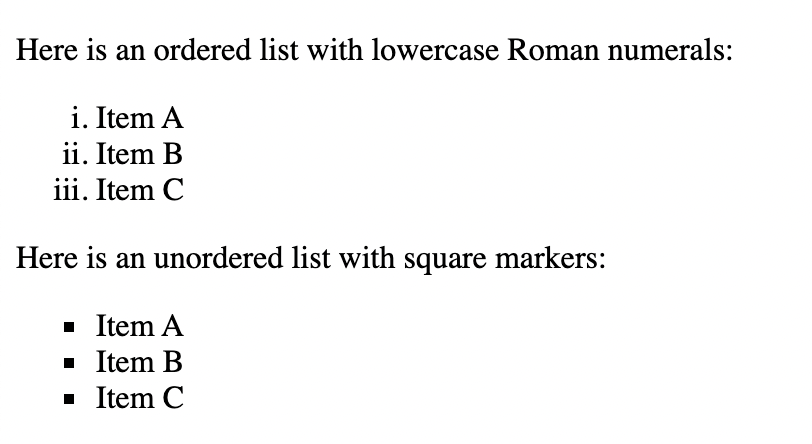 Here is an ordered list with lowercase Roman numerals:
i. Item A
ii. Item B
iii. Item C
Here is an unordered list with square markers:
▪ Item A
▪ Item B
▪ Item C